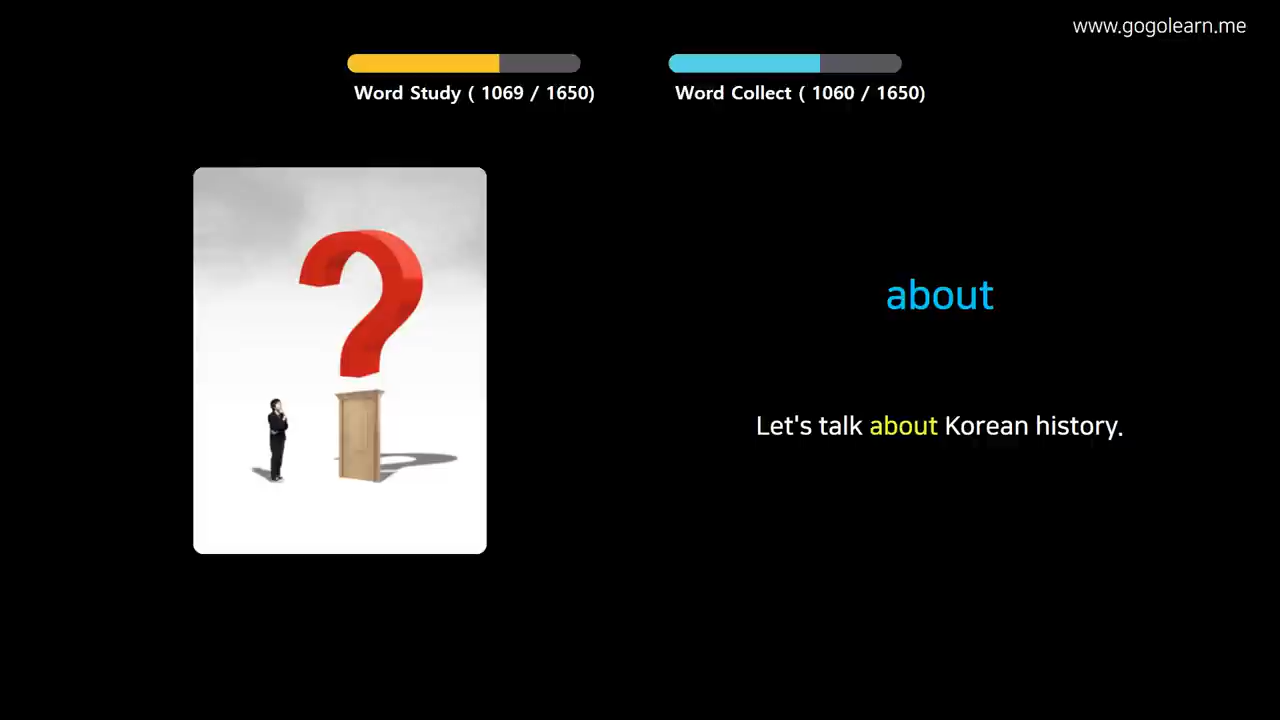 www.gogolearn.me
Word Study ( 1069 / 1650)
Word Collect ( 1060 / 1650)
about
Let's talk about Korean history.